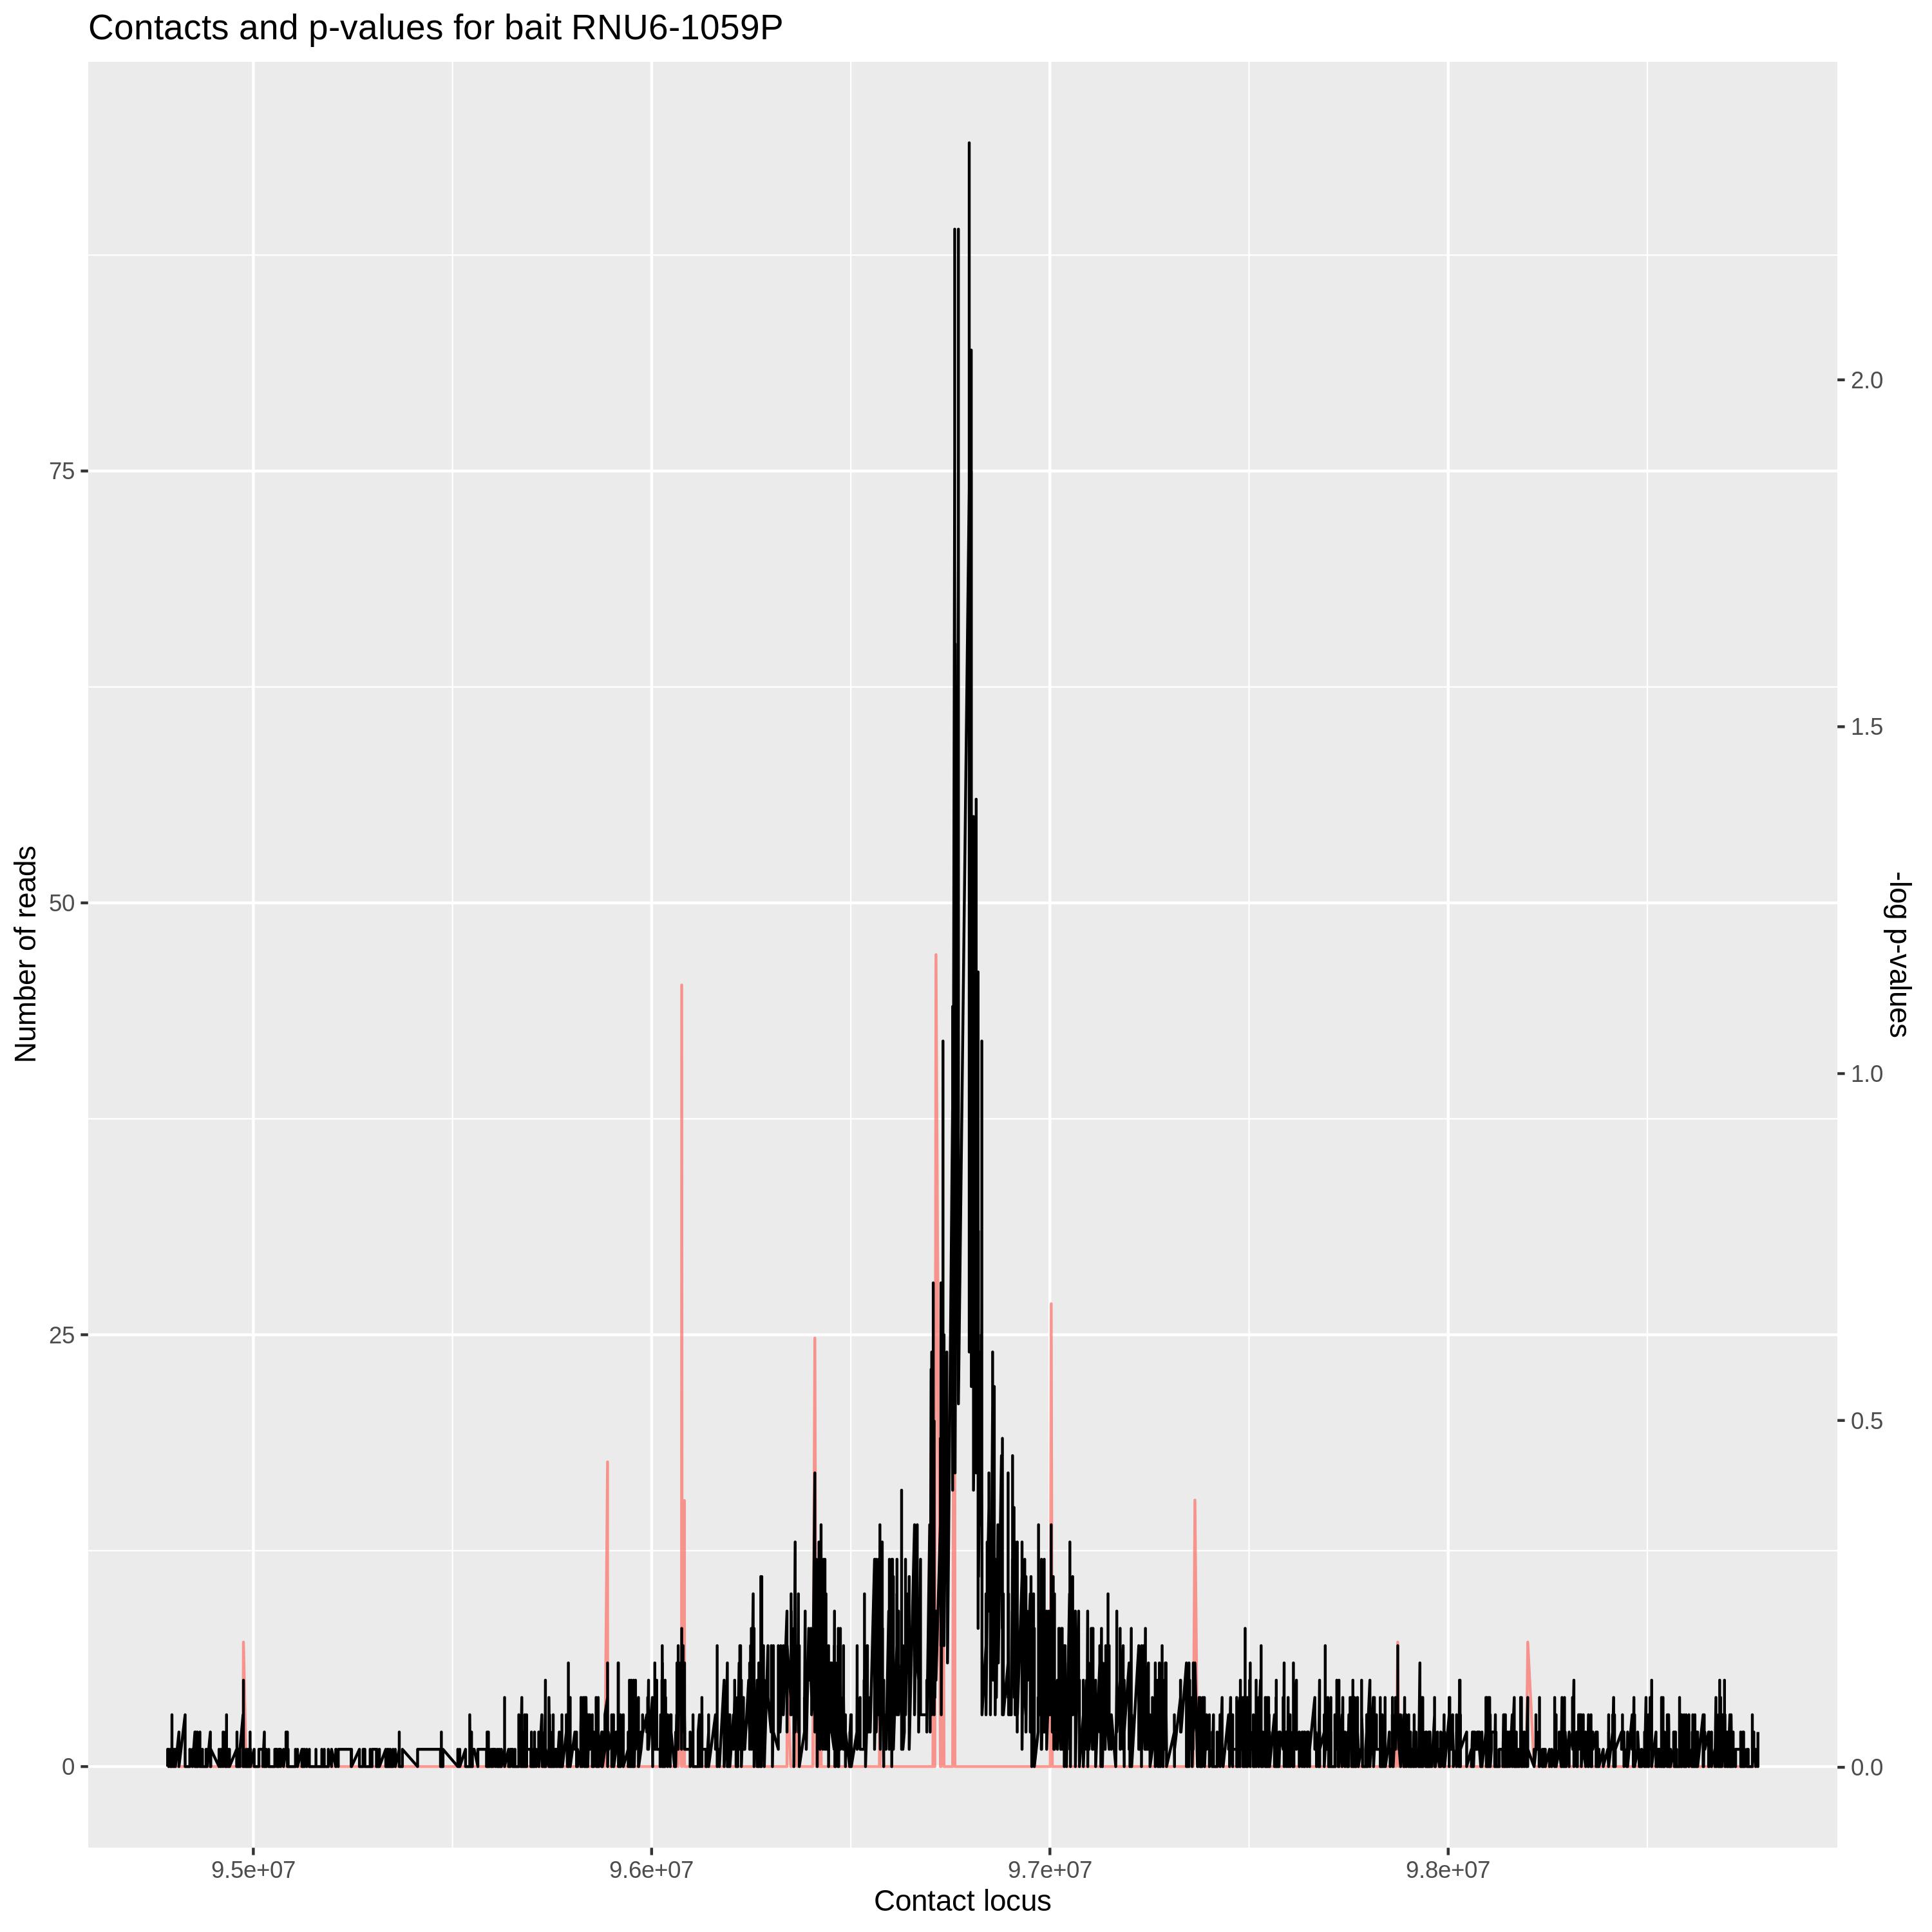 Contacts and p-values for bait RNU6-1059P
Number of reads
75
50
25
0
2.0
1.5
1.0
0.5
0.0
-log p-values
9.5e+07
9.6e+07
9.7e+07
9.8e+07
Contact locus